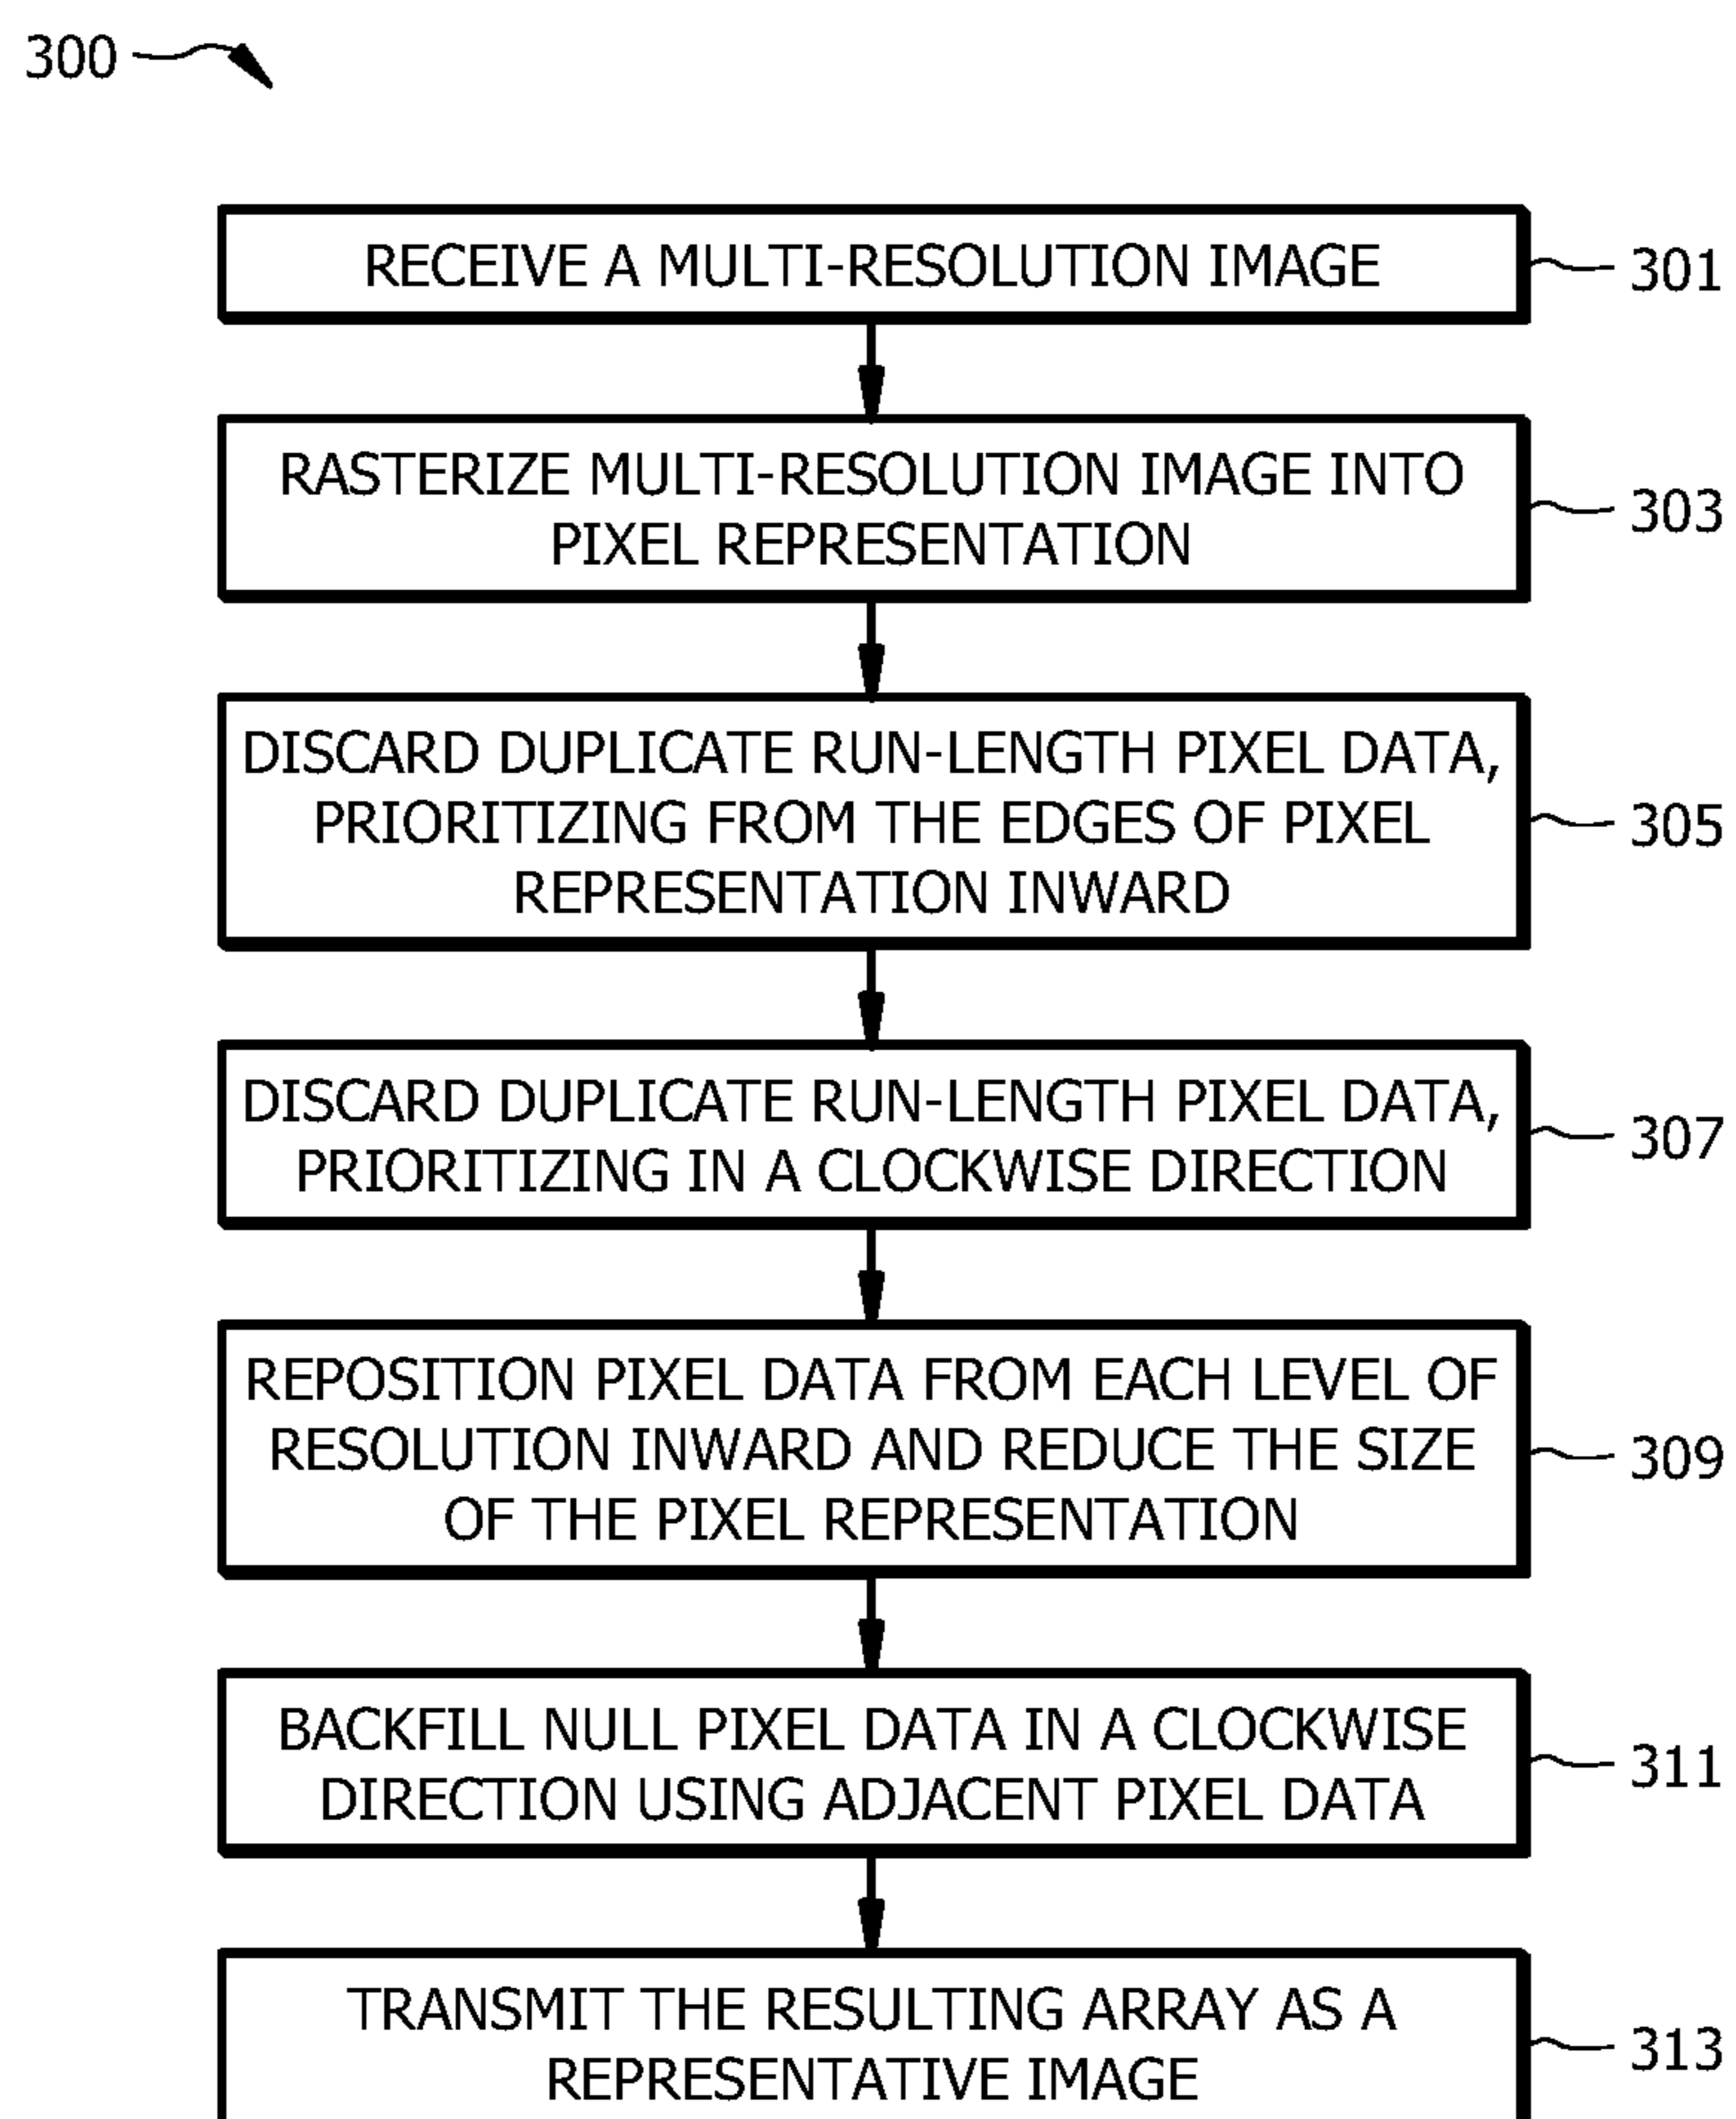 300
RECEIVE A MULTI-RESOLUTION IMAGE
301
RASTERIZE MULTI-RESOLUTION IMAGE INTO
PIXEL REPRESENTATION
303
DISCARD DUPLICATE RUN-LENGTH PIXEL DATA,
PRIORITIZING FROM THE EDGES OF PIXEL
REPRESENTATION INWARD
305
DISCARD DUPLICATE RUN-LENGTH PIXEL DATA,
PRIORITIZING IN A CLOCKWISE DIRECTION
307
REPOSITION PIXEL DATA FROM EACH LEVEL OF
RESOLUTION INWARD AND REDUCE THE SIZE
OF THE PIXEL REPRESENTATION
309
BACKFILL NULL PIXEL DATA IN A CLOCKWISE
DIRECTION USING ADJACENT PIXEL DATA
311
TRANSMIT THE RESULTING ARRAY AS A
REPRESENTATIVE IMAGE
313